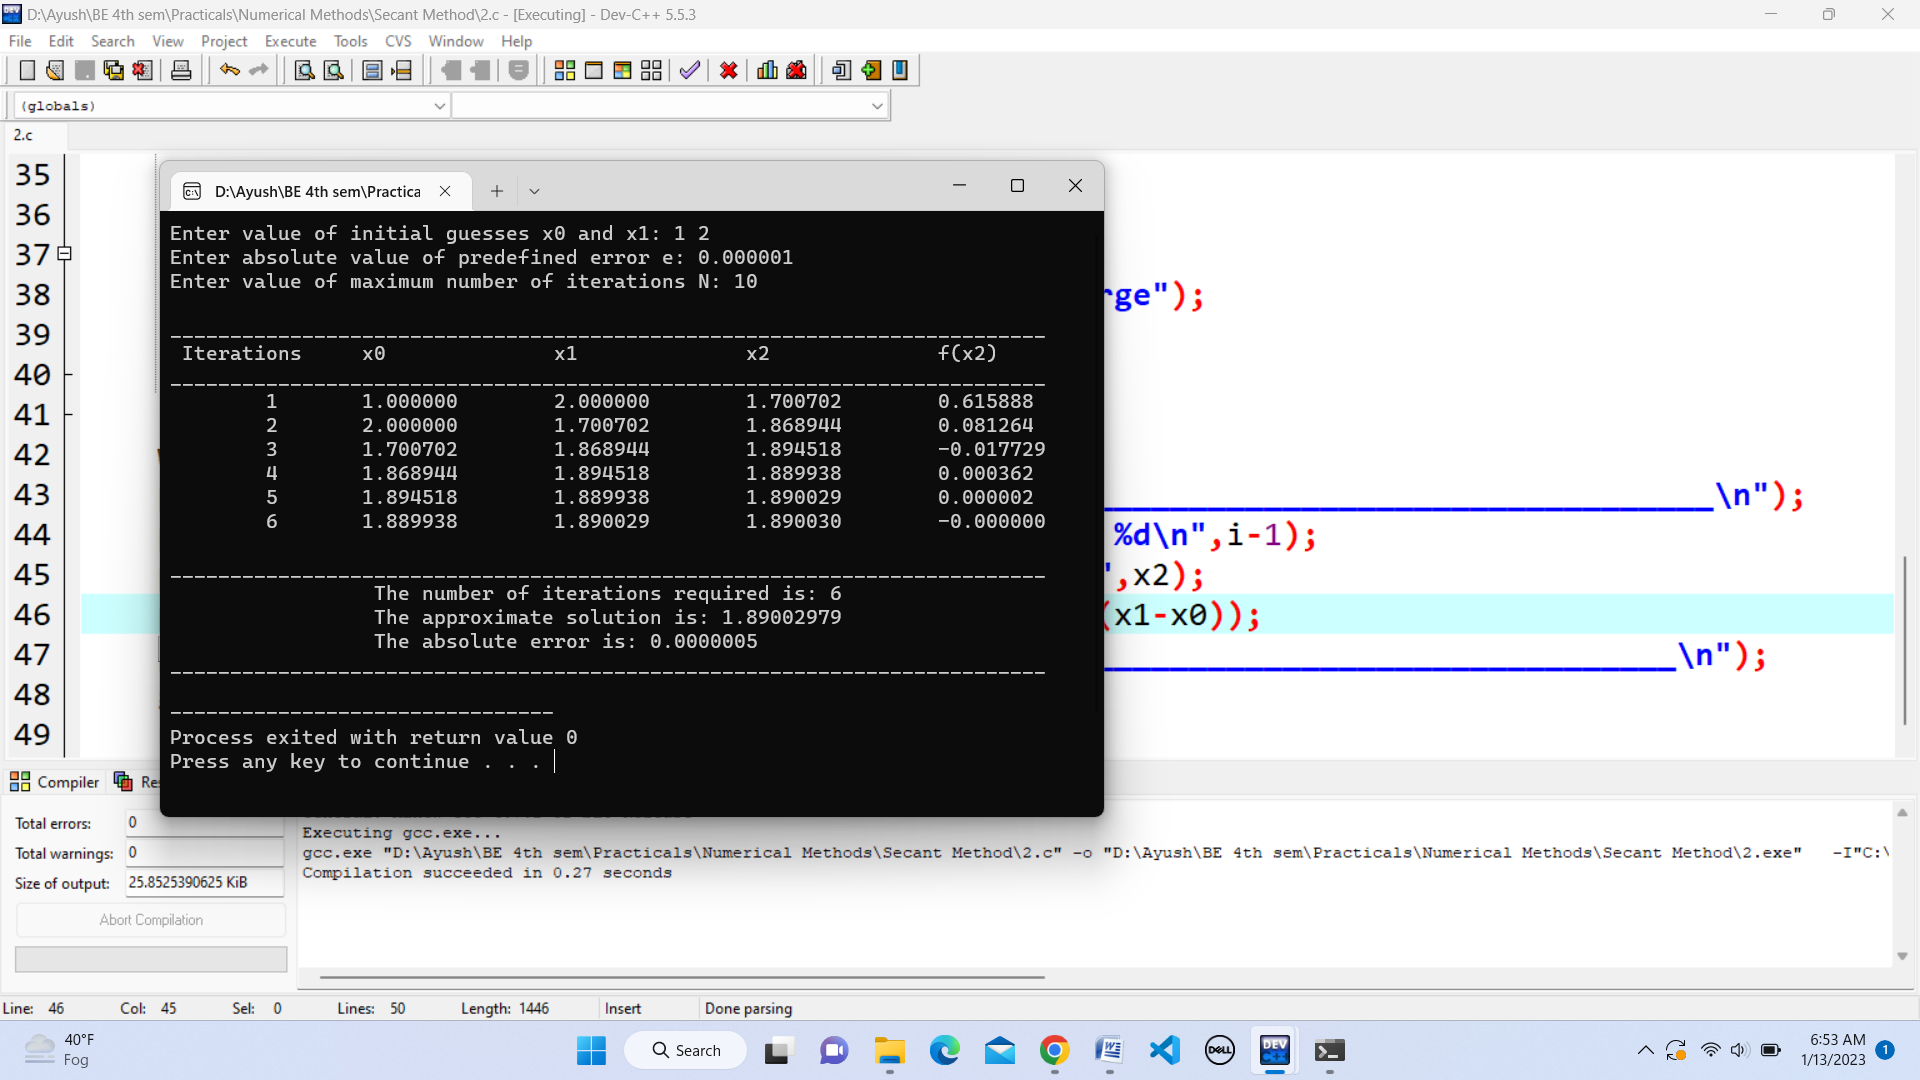 D:\Ayush\BE 4th sem\Practicals\Numerical Methods\Secant Method\2.c - [Executing] - Dev-C++ 5.5.3
File Edit Search View Project Execute Tools CVS Window Help
(globals)
2.c
D:\Ayush\BE 4th sem\Practica
35
36
37
38 rge");
39
40
41
42
43 \n");
44 %d\n",i-1);
45 ",x2);
46 (x1-x0));
47 \n");
48
49
Enter value of initial guesses x0 and x1: 1 2
Enter absolute value of predefined error e: 0.000001
Enter value of maximum number of iterations N: 10
Iterations x0 x1 x2 f(x2)
1 1.000000 2.000000 1.700702 0.615888
2 2.000000 1.700702 1.868944 0.081264
3 1.700702 1.868944 1.894518 -0.017729
4 1.868944 1.894518 1.889938 0.000362
5 1.894518 1.889938 1.890029 0.000002
6 1.889938 1.890029 1.890030 -0.000000
The number of iterations required is: 6
The approximate solution is: 1.89002979
The absolute error is: 0.0000005
--------------------------------
Process exited with return value 0
Press any key to continue . . .
Compiler Res
Total errors: 0
Total warnings: 0
Size of output: 25.8525390625 KiB
Abort Compilation
Executing gcc.exe...
gcc.exe "D:\Ayush\BE 4th sem\Practicals\Numerical Methods\Secant Method\2.c" -o "D:\Ayush\BE 4th sem\Practicals\Numerical Methods\Secant Method\2.exe" -I"C:\
Compilation succeeded in 0.27 seconds
Line: 46 Col: 45 Sel: 0 Lines: 50 Length: 1446 Insert Done parsing
40°F
Fog
Search
DELL
DEV
C++
6:53 AM
1/13/2023
1